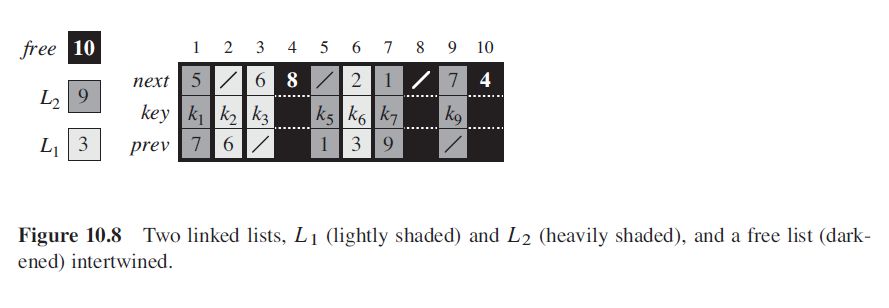 free 10 1 2 3 4 5 6 7 8 9 10
L2 9 next 5 / 6 8 / 2 1 / 7 4
key k1 k2 k3 k5 k6 k7 k9
L1 3 prev 7 6 / 1 3 9 /
Figure 10.8 Two linked lists, L1 (lightly shaded) and L2 (heavily shaded), and a free list (dark-
ened) intertwined.